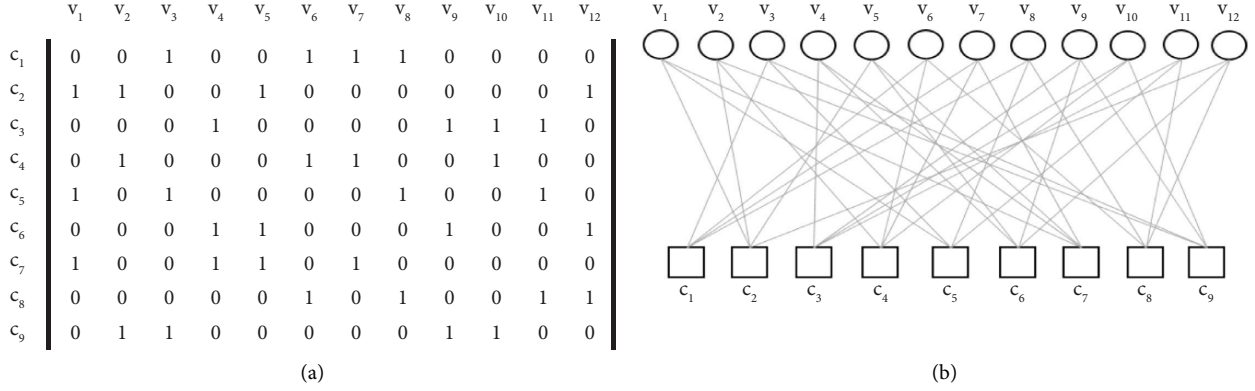 v₁ v₂ v₃ v₄ v₅ v₆ v₇ v₈ v₉ v₁₀ v₁₁ v₁₂
c₁ 0 0 1 0 0 1 1 1 0 0 0 0
c₂ 1 1 0 0 1 0 0 0 0 0 0 1
c₃ 0 0 0 1 0 0 0 0 1 1 1 0
c₄ 0 1 0 0 0 1 1 0 0 1 0 0
c₅ 1 0 1 0 0 0 0 1 0 0 1 0
c₆ 0 0 0 1 1 0 0 0 1 0 0 1
c₇ 1 0 0 1 1 0 1 0 0 0 0 0
c₈ 0 0 0 0 0 1 0 1 0 0 1 1
c₉ 0 1 1 0 0 0 0 0 1 1 0 0
(a)
v₁ v₂ v₃ v₄ v₅ v₆ v₇ v₈ v₉ v₁₀ v₁₁ v₁₂
c₁ c₂ c₃ c₄ c₅ c₆ c₇ c₈ c₉
(b)